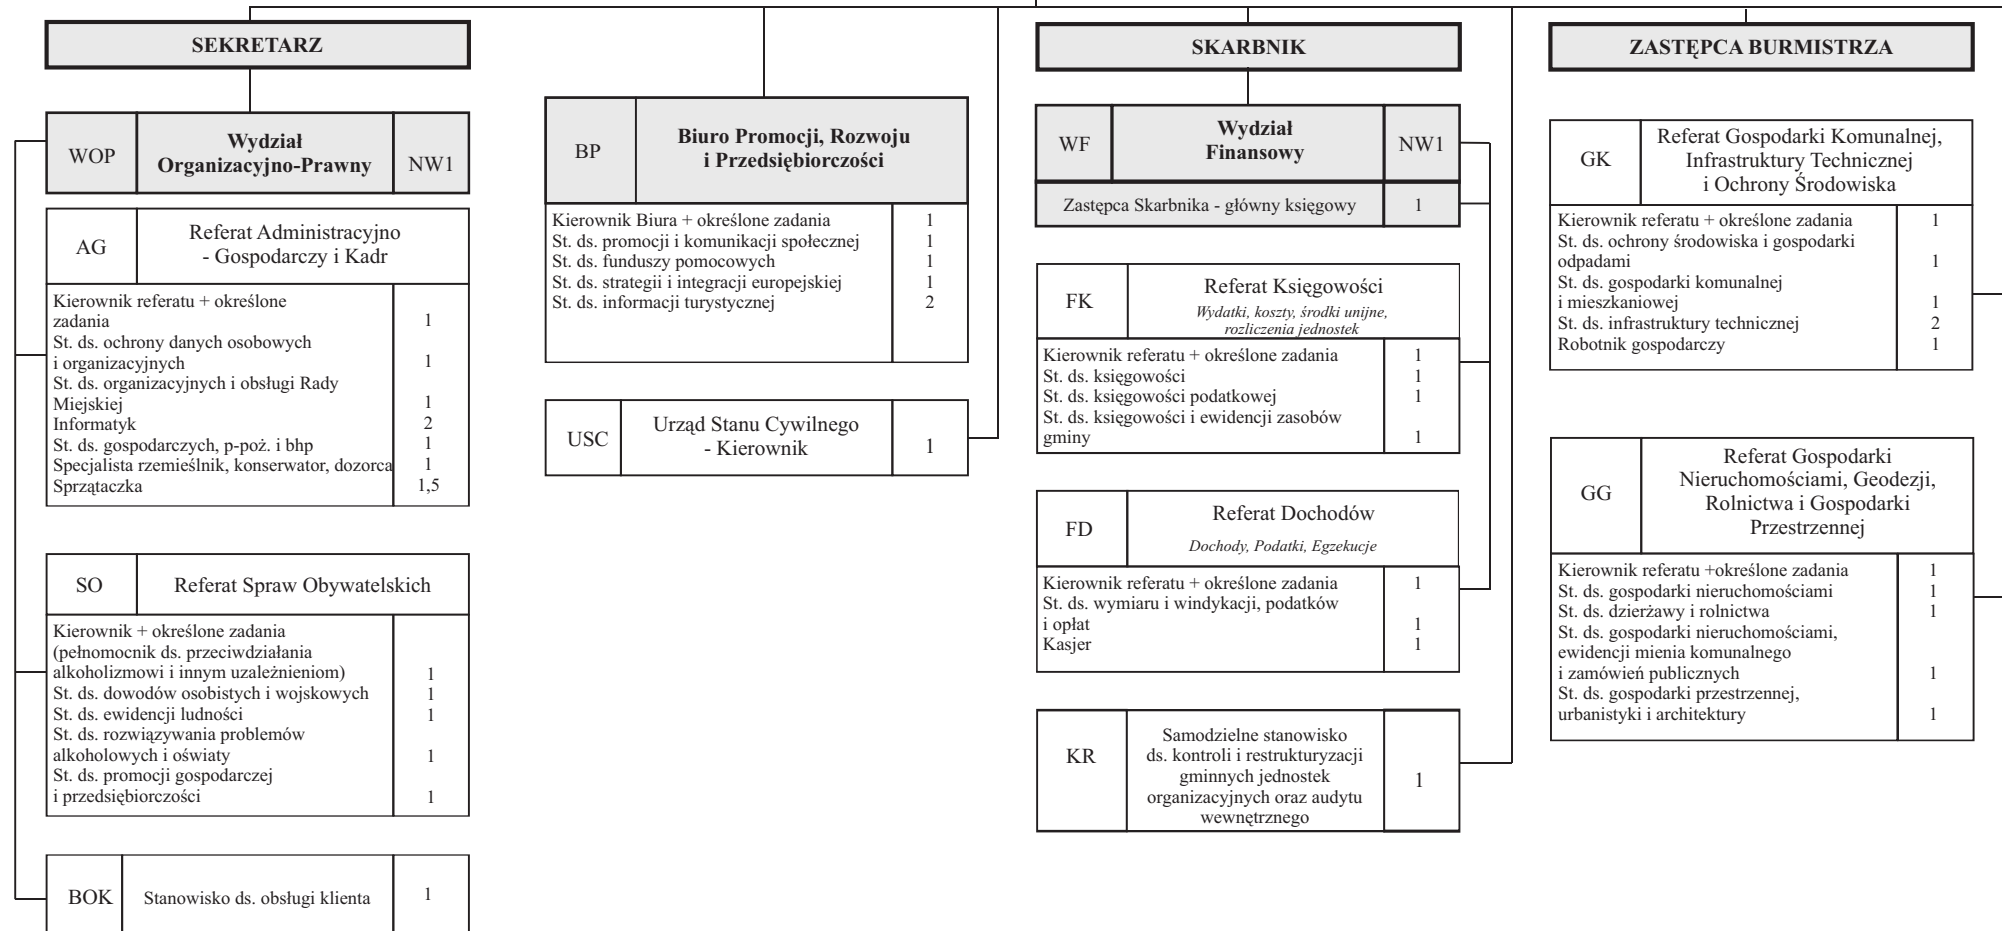 SEKRETARZ
WOP
Wydział
Organizacyjno-Prawny
NW1
AG
Referat Administracyjno
- Gospodarczy i Kadr
Kierownik referatu + określone
zadania 1
St. ds. ochrony danych osobowych
i organizacyjnych 1
St. ds. organizacyjnych i obsługi Rady
Miejskiej 1
Informatyk 2
St. ds. gospodarczych, p-poż. i bhp 1
Specjalista rzemieślnik, konserwator, dozorca 1
Sprzątaczka 1,5
SO
Referat Spraw Obywatelskich
Kierownik + określone zadania
(pełnomocnik ds. przeciwdziałania
alkoholizmowi i innym uzależnieniom) 1
St. ds. dowodów osobistych i wojskowych 1
St. ds. ewidencji ludności 1
St. ds. rozwiązywania problemów
alkoholowych i oświaty 1
St. ds. promocji gospodarczej
i przedsiębiorczości 1
BOK
Stanowisko ds. obsługi klienta
1
BP
Biuro Promocji, Rozwoju
i Przedsiębiorczości
Kierownik Biura + określone zadania 1
St. ds. promocji i komunikacji społecznej 1
St. ds. funduszy pomocowych 1
St. ds. strategii i integracji europejskiej 1
St. ds. informacji turystycznej 2
USC
Urząd Stanu Cywilnego
- Kierownik
1
SKARBNIK
WF
Wydział
Finansowy
NW1
Zastępca Skarbnika - główny księgowy 1
FK
Referat Księgowości
Wydatki, koszty, środki unijne,
rozliczenia jednostek
Kierownik referatu + określone zadania 1
St. ds. księgowości 1
St. ds. księgowości podatkowej 1
St. ds. księgowości i ewidencji zasobów
gminy 1
FD
Referat Dochodów
Dochody, Podatki, Egzekucje
Kierownik referatu + określone zadania 1
St. ds. wymiaru i windykacji, podatków
i opłat 1
Kasjer 1
KR
Samodzielne stanowisko
ds. kontroli i restrukturyzacji
gminnych jednostek
organizacyjnych oraz audytu
wewnętrznego
1
ZASTĘPCA BURMISTRZA
GK
Referat Gospodarki Komunalnej,
Infrastruktury Technicznej
i Ochrony Środowiska
Kierownik referatu + określone zadania 1
St. ds. ochrony środowiska i gospodarki
odpadami 1
St. ds. gospodarki komunalnej
i mieszkaniowej 1
St. ds. infrastruktury technicznej 2
Robotnik gospodarczy 1
GG
Referat Gospodarki
Nieruchomościami, Geodezji,
Rolnictwa i Gospodarki
Przestrzennej
Kierownik referatu +określone zadania 1
St. ds. gospodarki nieruchomościami 1
St. ds. dzierżawy i rolnictwa 1
St. ds. gospodarki nieruchomościami,
ewidencji mienia komunalnego
i zamówień publicznych 1
St. ds. gospodarki przestrzennej,
urbanistyki i architektury 1